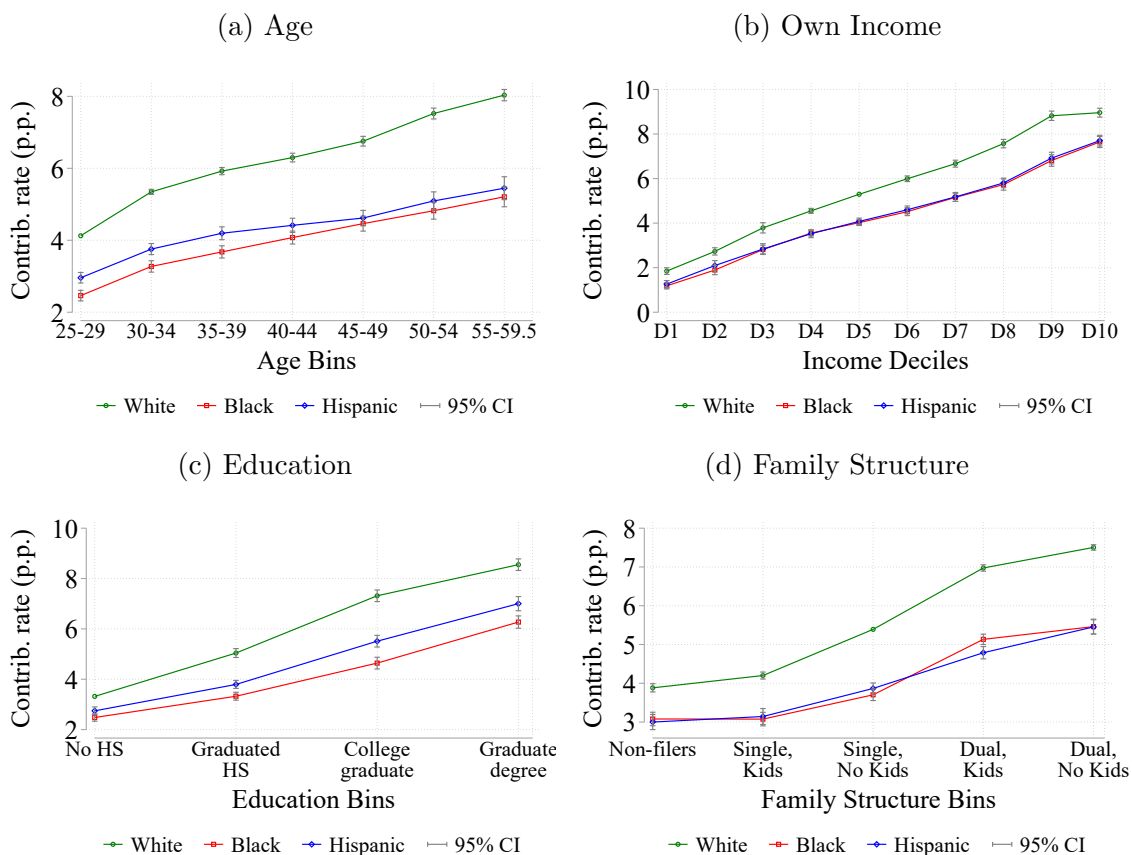 (a) Age
Contrib. rate (p.p.)
8
6
4
2
25-29 30-34 35-39 40-44 45-49 50-54 55-59.5
Age Bins
White Black Hispanic 95% CI
(b) Own Income
Contrib. rate (p.p.)
10
8
6
4
2
0
D1 D2 D3 D4 D5 D6 D7 D8 D9 D10
Income Deciles
White Black Hispanic 95% CI
(c) Education
Contrib. rate (p.p.)
10
8
6
4
2
No HS Graduated College Graduate
HS graduate degree
Education Bins
White Black Hispanic 95% CI
(d) Family Structure
Contrib. rate (p.p.)
8
7
6
5
4
3
Non-filers Single, Single, Dual, Dual,
Kids No Kids Kids No Kids
Family Structure Bins
White Black Hispanic 95% CI